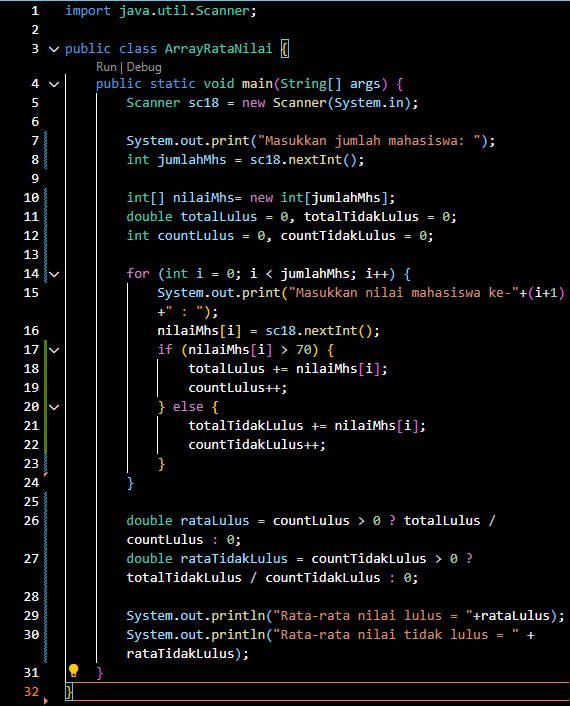 1 import java.util.Scanner;
2
3 public class ArrayRataNilai {
Run | Debug
4 public static void main(String[] args) {
5 Scanner sc18 = new Scanner(System.in);
6
7 System.out.print("Masukkan jumlah mahasiswa: ");
8 int jumlahMhs = sc18.nextInt();
9
10 int[] nilaiMhs= new int[jumlahMhs];
11 double totalLulus = 0, totalTidakLulus = 0;
12 int countLulus = 0, countTidakLulus = 0;
13
14 for (int i = 0; i < jumlahMhs; i++) {
15 System.out.print("Masukkan nilai mahasiswa ke-"+(i+1)
+" : ");
16 nilaiMhs[i] = sc18.nextInt();
17 if (nilaiMhs[i] > 70) {
18 totalLulus += nilaiMhs[i];
19 countLulus++;
20 } else {
21 totalTidakLulus += nilaiMhs[i];
22 countTidakLulus++;
23 }
24 }
25
26 double rataLulus = countLulus > 0 ? totalLulus /
countLulus : 0;
27 double rataTidakLulus = countTidakLulus > 0 ?
totalTidakLulus / countTidakLulus : 0;
28
29 System.out.println("Rata-rata nilai lulus = "+rataLulus);
30 System.out.println("Rata-rata nilai tidak lulus = " +
rataTidakLulus);
31 }
32 }